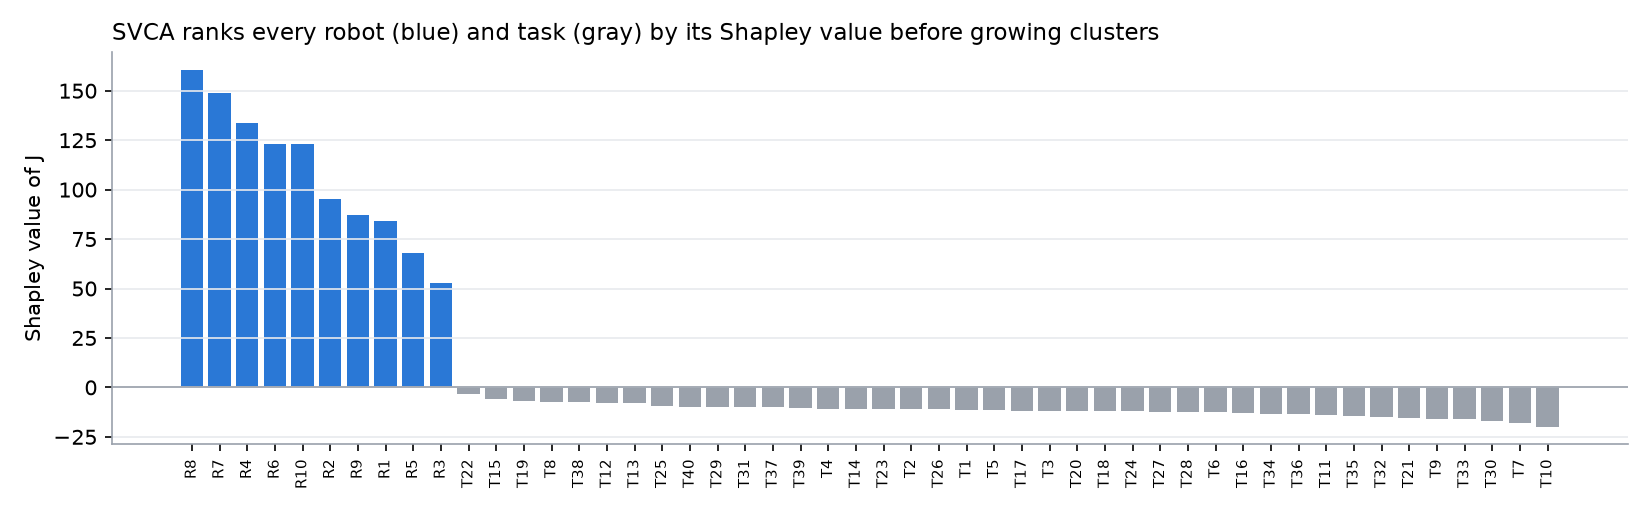 SVCA ranks every robot (blue) and task (gray) by its Shapley value before growing clusters
Shapley value of J
150
125
100
75
50
25
0
−25
R8 R7 R4 R6 R10 R2 R9 R1 R5 R3 T22 T15 T19 T8 T38 T12 T13 T25 T40 T29 T31 T37 T39 T4 T14 T23 T2 T26 T1 T5 T17 T3 T20 T18 T24 T27 T28 T6 T16 T34 T36 T11 T35 T32 T21 T9 T33 T30 T7 T10